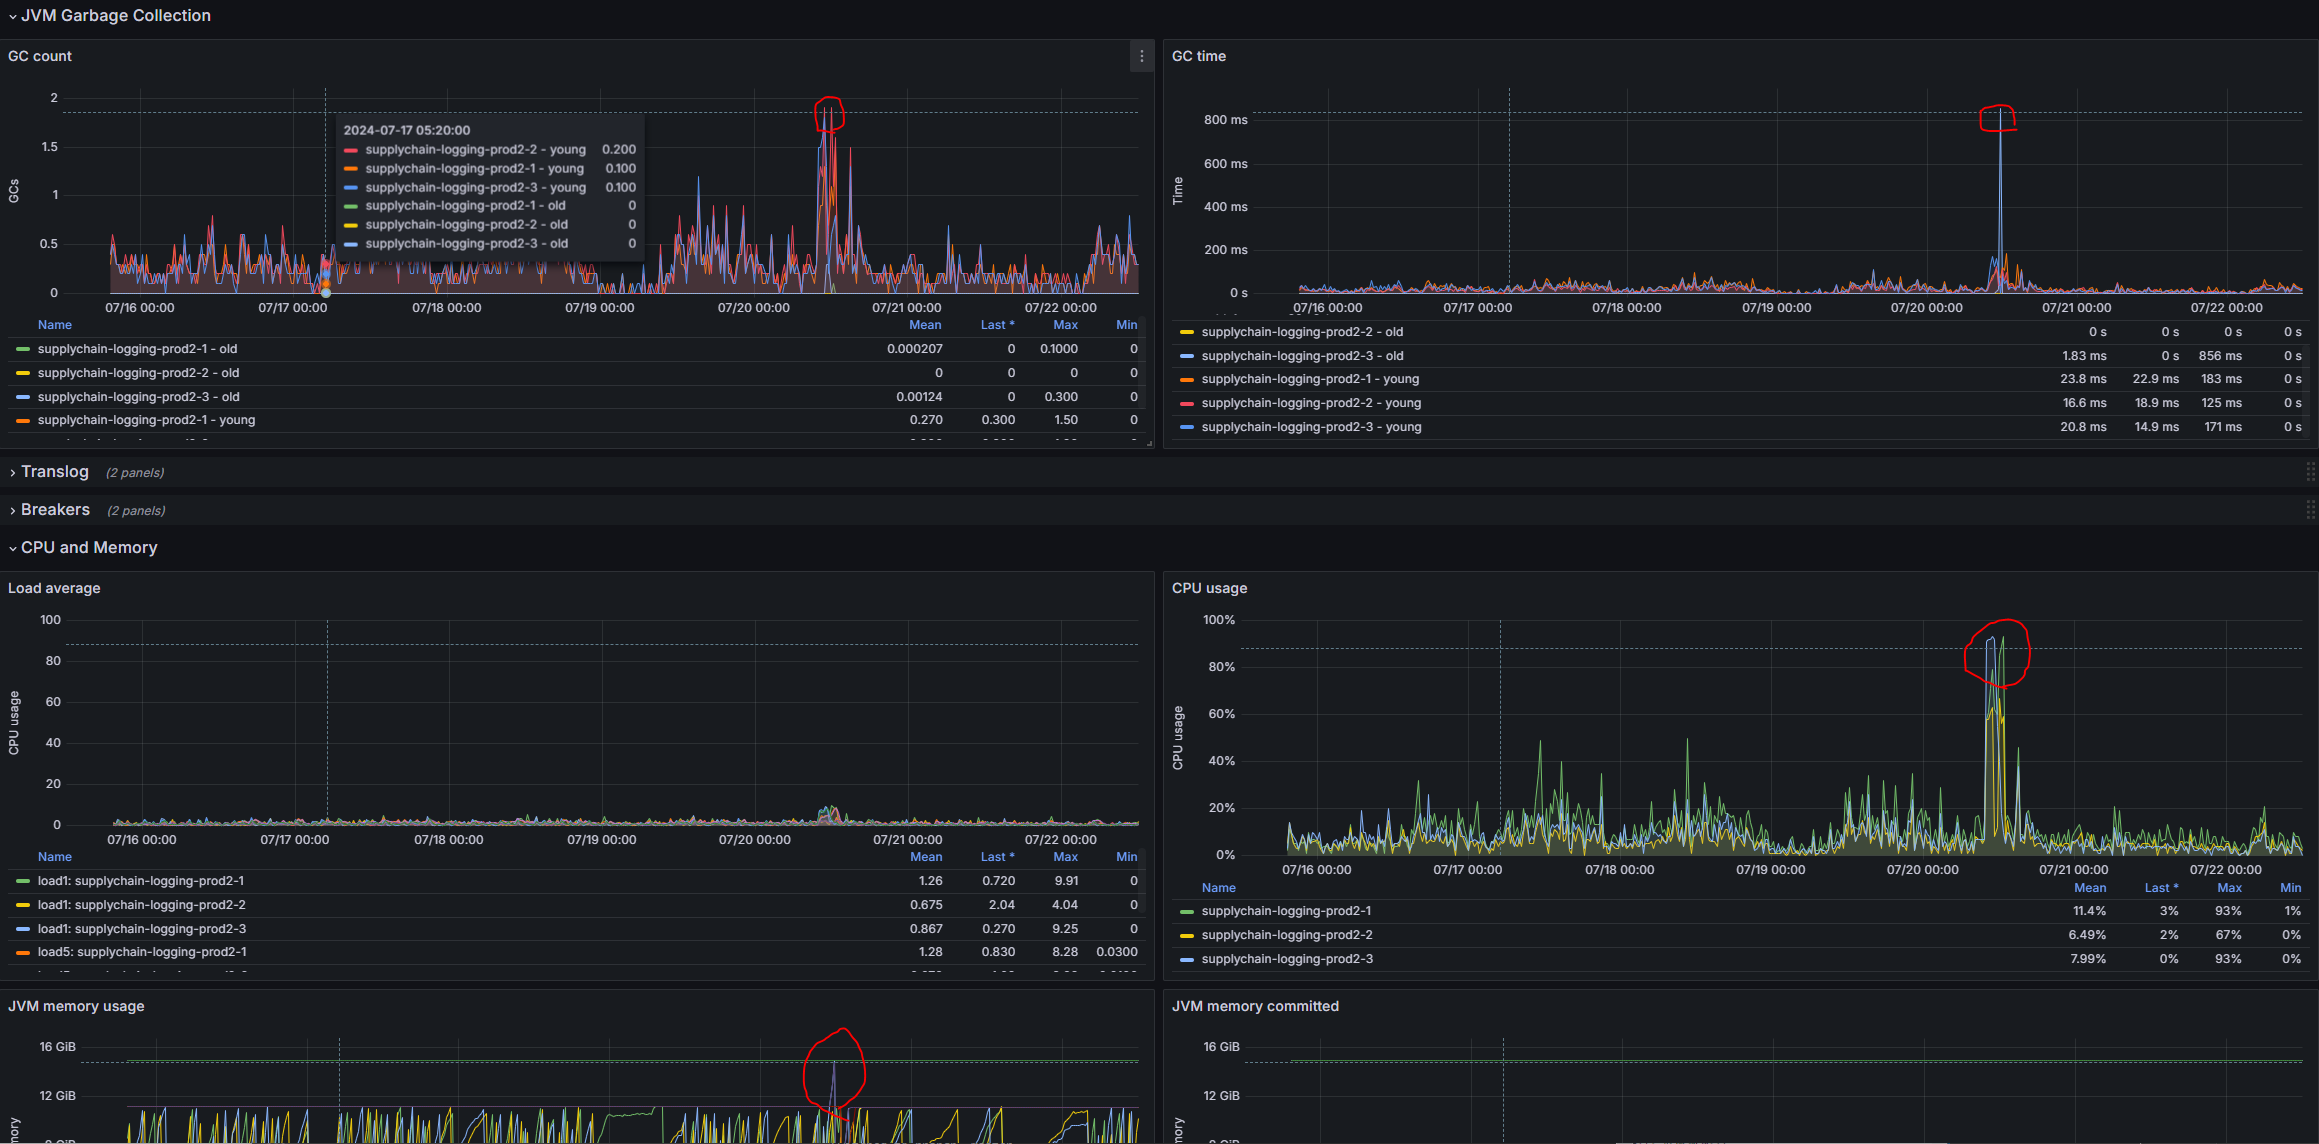 JVM Garbage Collection
GC count
GCs
2
1.5
1
0.5
0
2024-07-17 05:20:00
supplychain-logging-prod2-2 - young 0.200
supplychain-logging-prod2-1 - young 0.100
supplychain-logging-prod2-3 - young 0.100
supplychain-logging-prod2-1 - old 0
supplychain-logging-prod2-2 - old 0
supplychain-logging-prod2-3 - old 0
07/16 00:00 07/17 00:00 07/18 00:00 07/19 00:00 07/20 00:00 07/21 00:00 07/22 00:00
Name Mean Last * Max Min
supplychain-logging-prod2-1 - old 0.000207 0 0.1000 0
supplychain-logging-prod2-2 - old 0 0 0 0
supplychain-logging-prod2-3 - old 0.00124 0 0.300 0
supplychain-logging-prod2-1 - young 0.270 0.300 1.50 0
GC time
Time
800 ms
600 ms
400 ms
200 ms
0 s
07/16 00:00 07/17 00:00 07/18 00:00 07/19 00:00 07/20 00:00 07/21 00:00 07/22 00:00
supplychain-logging-prod2-2 - old 0 s 0 s 0 s 0 s
supplychain-logging-prod2-3 - old 1.83 ms 0 s 856 ms 0 s
supplychain-logging-prod2-1 - young 23.8 ms 22.9 ms 183 ms 0 s
supplychain-logging-prod2-2 - young 16.6 ms 18.9 ms 125 ms 0 s
supplychain-logging-prod2-3 - young 20.8 ms 14.9 ms 171 ms 0 s
Translog (2 panels)
Breakers (2 panels)
CPU and Memory
Load average
CPU usage
100
80
60
40
20
0
07/16 00:00 07/17 00:00 07/18 00:00 07/19 00:00 07/20 00:00 07/21 00:00 07/22 00:00
Name Mean Last * Max Min
load1: supplychain-logging-prod2-1 1.26 0.720 9.91 0
load1: supplychain-logging-prod2-2 0.675 2.04 4.04 0
load1: supplychain-logging-prod2-3 0.867 0.270 9.25 0
load5: supplychain-logging-prod2-1 1.28 0.830 8.28 0.0300
CPU usage
CPU usage
100%
80%
60%
40%
20%
0%
07/16 00:00 07/17 00:00 07/18 00:00 07/19 00:00 07/20 00:00 07/21 00:00 07/22 00:00
Name Mean Last * Max Min
supplychain-logging-prod2-1 11.4% 3% 93% 1%
supplychain-logging-prod2-2 6.49% 2% 67% 0%
supplychain-logging-prod2-3 7.99% 0% 93% 0%
JVM memory usage
16 GiB
12 GiB
JVM memory committed
16 GiB
12 GiB